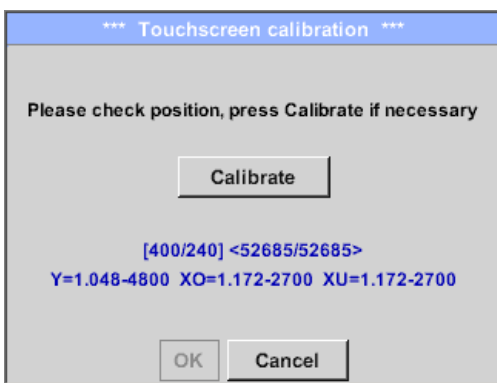 *** Touchscreen calibration ***
Please check position, press Calibrate if necessary
Calibrate
[400/240] <52685/52685>
Y=1.048-4800 XO=1.172-2700 XU=1.172-2700
OK Cancel